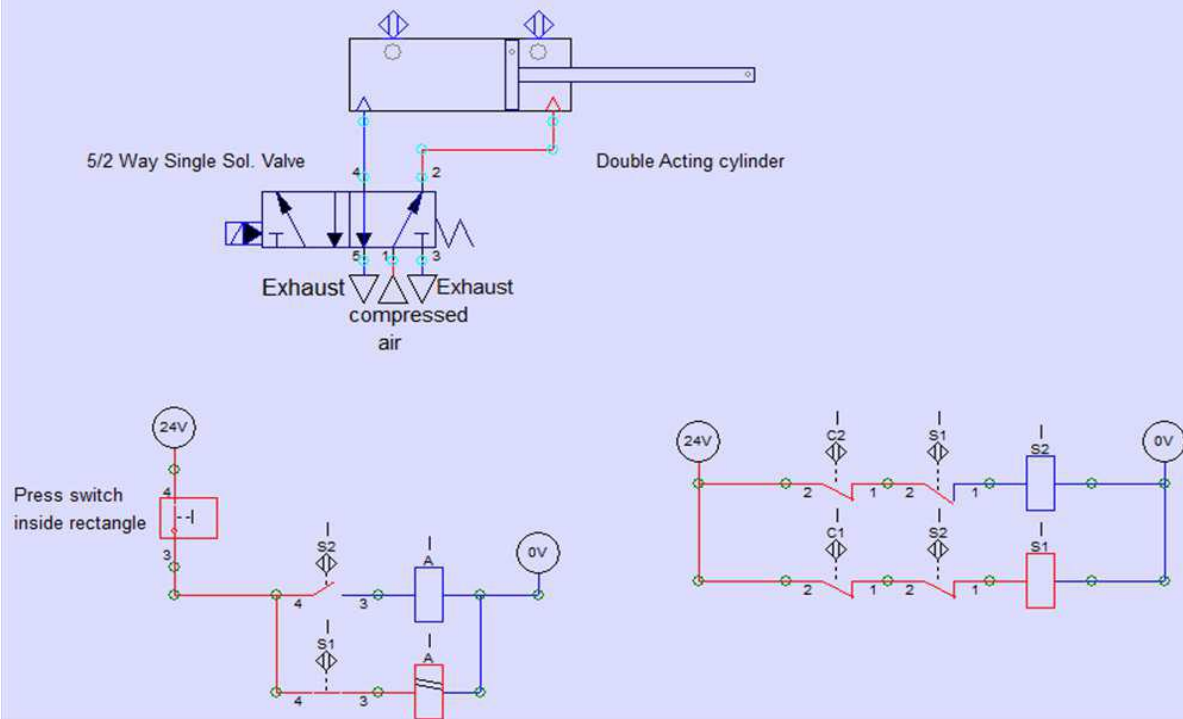 5/2 Way Single Sol. Valve
Double Acting cylinder
4
2
5
1
3
Exhaust
Exhaust
compressed
air
24V
4
Press switch
inside rectangle
3
S2
4
3
A
0V
S1
4
3
A
24V
C2
S1
S2
0V
2
1
2
1
C1
S2
S1
2
1
2
1